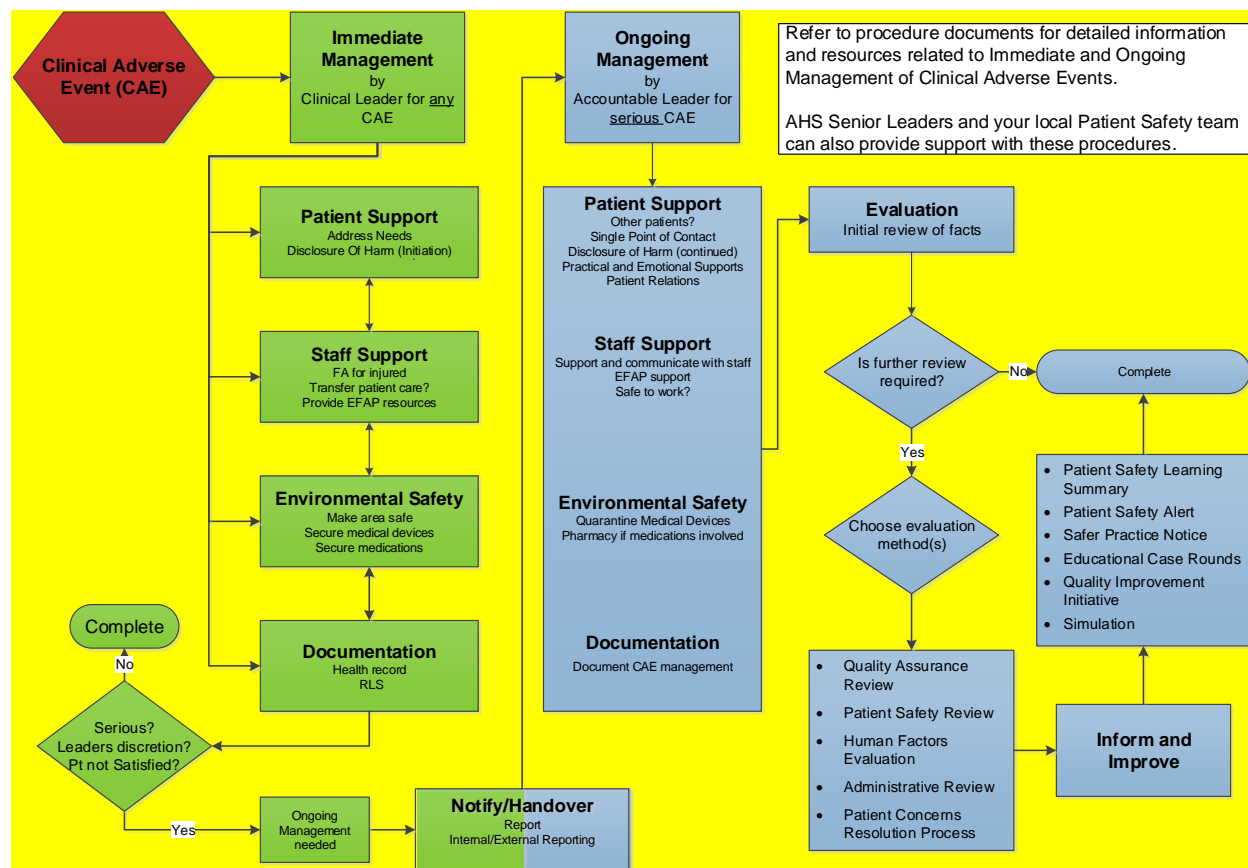 Clinical Adverse
Event (CAE)
Immediate
Management
by
Clinical Leader for any
CAE
Patient Support
Address Needs
Disclosure Of Harm (Initiation)
Staff Support
FA for injured
Transfer patient care?
Provide EFAP resources
Environmental Safety
Make area safe
Secure medical devices
Secure medications
Documentation
Health record
RLS
Complete
No
Serious?
Leaders discretion?
Pt not Satisfied?
Yes
Ongoing
Management
needed
Notify/Handover
Report
Internal/External Reporting
Ongoing
Management
by
Accountable Leader for
serious CAE
Patient Support
Other patients?
Single Point of Contact
Disclosure of Harm (continued)
Practical and Emotional Supports
Patient Relations
Staff Support
Support and communicate with staff
EFAP support
Safe to work?
Environmental Safety
Quarantine Medical Devices
Pharmacy if medications involved
Documentation
Document CAE management
Refer to procedure documents for detailed information
and resources related to Immediate and Ongoing
Management of Clinical Adverse Events.
AHS Senior Leaders and your local Patient Safety team
can also provide support with these procedures.
Evaluation
Initial review of facts
Is further review
required?
No
Complete
Yes
Choose evaluation
method(s)
• Quality Assurance
Review
• Patient Safety Review
• Human Factors
Evaluation
• Administrative Review
• Patient Concerns
Resolution Process
Inform and
Improve
• Patient Safety Learning
Summary
• Patient Safety Alert
• Safer Practice Notice
• Educational Case Rounds
• Quality Improvement
Initiative
• Simulation